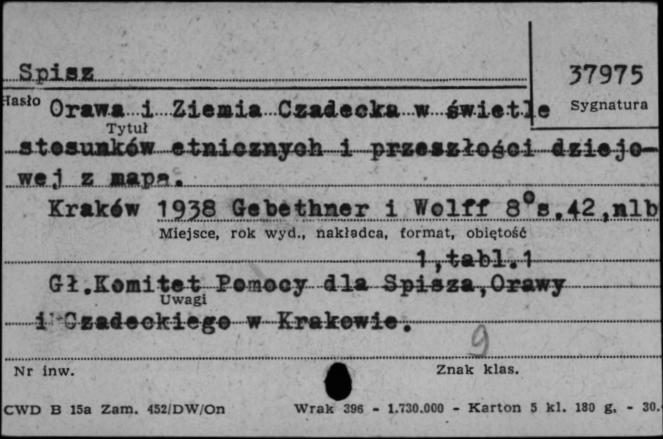 Spisz
37975
Hasło
Sygnatura
Orawa i Ziemia Czadecka w świetle
Tytuł
stosunków etnicznych i przeszłości dziejo-
wej z mapą.
Kraków 1938 Gebethner i Wolff 8°s.42,nlb
Miejsce, rok wyd., nakładca, format, objętość
1,tabl.1
Gł.Komitet Pomocy dla Spisza,Orawy
Uwagi
i Czadeckiego w Krakowie.
9
Nr inw.
Znak klas.
CWD B 15a Zam. 452/DW/On
Wrak 396 - 1.730.000 - Karton 5 kl. 180 g. - 30.